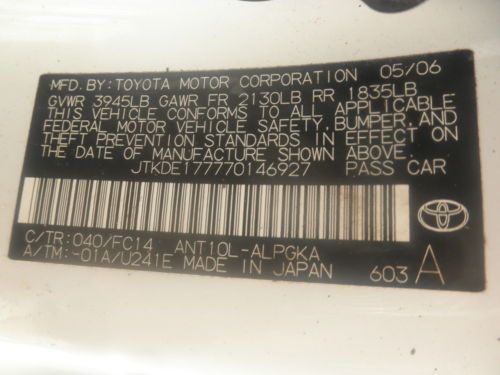 MFD.BY:TOYOTA MOTOR CORPORATION 05/06
GVWR 3945LB GAWR FR 2130LB RR 1835LB
THIS VEHICLE CONFORMS TO ALL APPLICABLE
FEDERAL MOTOR VEHICLE SAFETY,BUMPER,AND
THEFT PREVENTION STANDARDS IN EFFECT ON
THE DATE OF MANUFACTURE SHOWN ABOVE.
JTKDE177770146927 PASS CAR
C/TR:040/FC14 ANT10L-ALPGKA
A/TM:-01A/U241E MADE IN JAPAN 603 A
TOYOTA